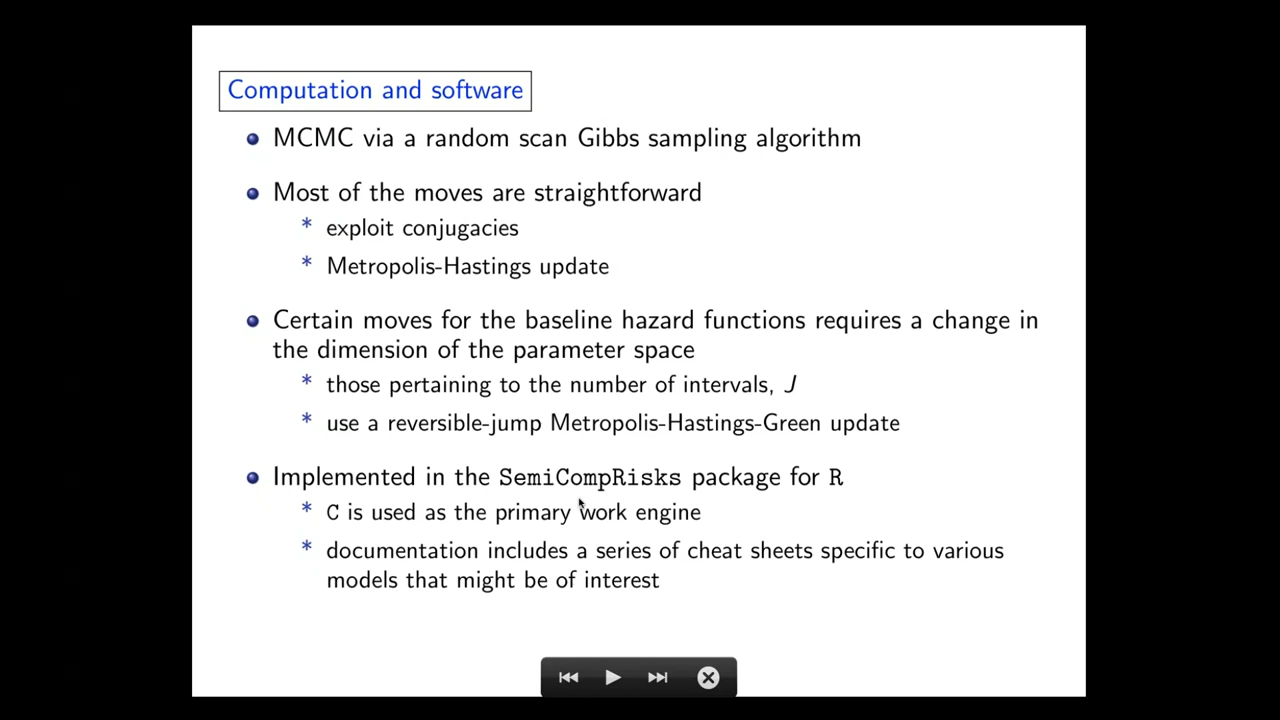 Computation and software
MCMC via a random scan Gibbs sampling algorithm
Most of the moves are straightforward
* exploit conjugacies
* Metropolis-Hastings update
Certain moves for the baseline hazard functions requires a change in
the dimension of the parameter space
* those pertaining to the number of intervals, J
* use a reversible-jump Metropolis-Hastings-Green update
Implemented in the SemiCompRisks package for R
* C is used as the primary work engine
* documentation includes a series of cheat sheets specific to various
models that might be of interest